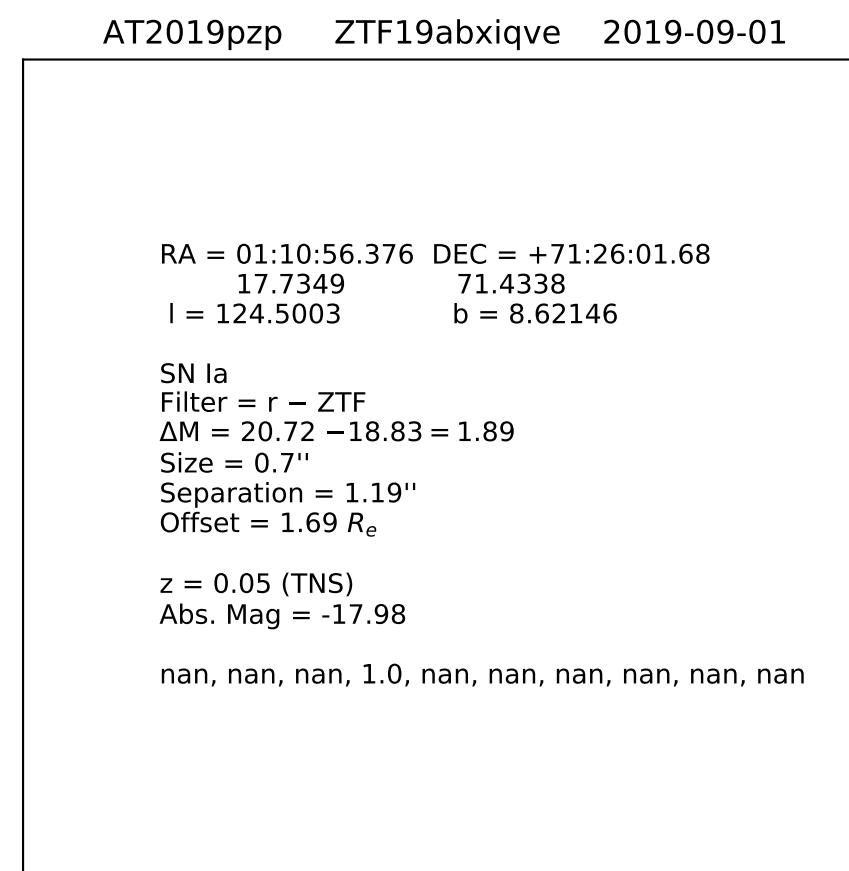 AT2019pzp ZTF19abxiqve 2019-09-01
RA = 01:10:56.376 DEC = +71:26:01.68
17.7349 71.4338
l = 124.5003 b = 8.62146
SN Ia
Filter = r − ZTF
ΔM = 20.72 −18.83 = 1.89
Size = 0.7''
Separation = 1.19''
Offset = 1.69 Re
z = 0.05 (TNS)
Abs. Mag = -17.98
nan, nan, nan, 1.0, nan, nan, nan, nan, nan, nan